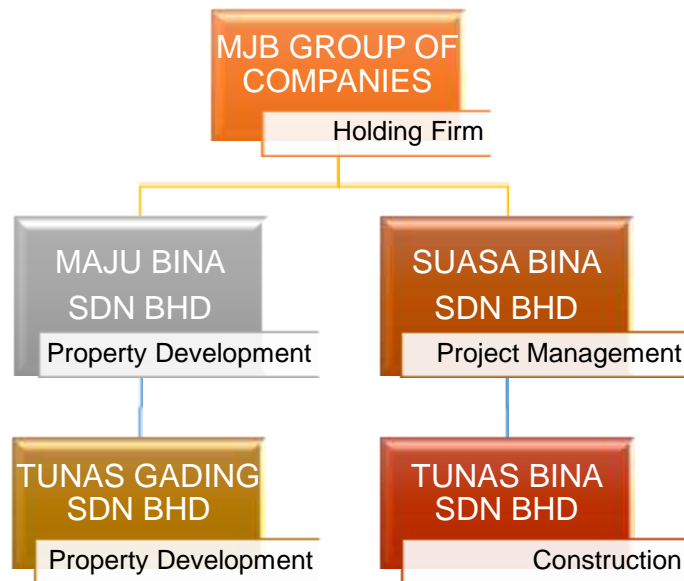 MJB GROUP OF
COMPANIES
Holding Firm
MAJU BINA
SDN BHD
Property Development
SUASA BINA
SDN BHD
Project Management
TUNAS GADING
SDN BHD
Property Development
TUNAS BINA
SDN BHD
Construction